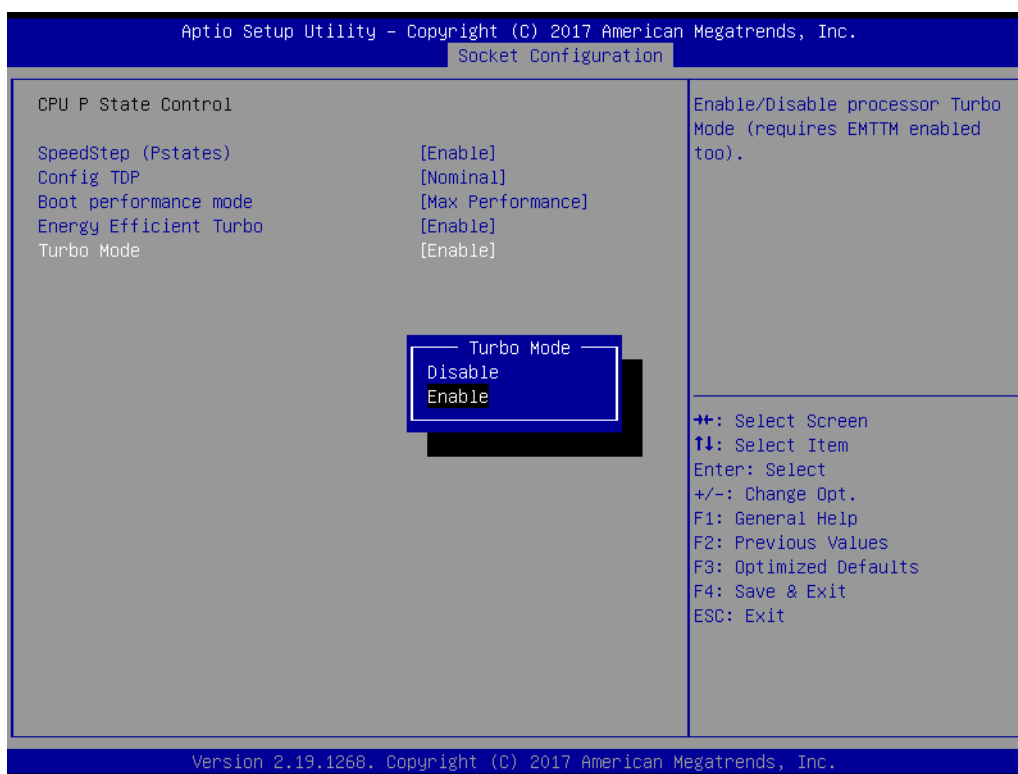 Aptio Setup Utility – Copyright (C) 2017 American Megatrends, Inc.
Socket Configuration
CPU P State Control
SpeedStep (Pstates) [Enable]
Config TDP [Nominal]
Boot performance mode [Max Performance]
Energy Efficient Turbo [Enable]
Turbo Mode [Enable]
Turbo Mode
Disable
Enable
Enable/Disable processor Turbo
Mode (requires EMTTM enabled
too).
→←: Select Screen
↑↓: Select Item
Enter: Select
+/-: Change Opt.
F1: General Help
F2: Previous Values
F3: Optimized Defaults
F4: Save & Exit
ESC: Exit
Version 2.19.1268. Copyright (C) 2017 American Megatrends, Inc.